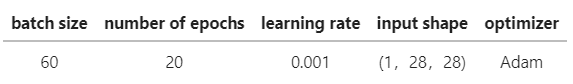 batch size number of epochs learning rate input shape optimizer
60 20 0.001 (1, 28, 28) Adam